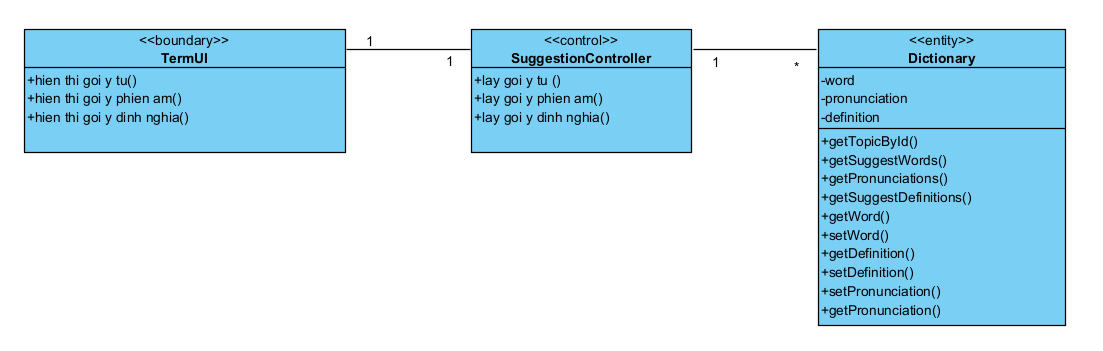 <<boundary>>
TermUI
+hien thi goi y tu()
+hien thi goi y phien am()
+hien thi goi y dinh nghia()
1
1
<<control>>
SuggestionController
+lay goi y tu ()
+lay goi y phien am()
+lay goi y dinh nghia()
1
*
<<entity>>
Dictionary
-word
-pronunciation
-definition
+getTopicById()
+getSuggestWords()
+getPronunciations()
+getSuggestDefinitions()
+getWord()
+setWord()
+getDefinition()
+setDefinition()
+setPronunciation()
+getPronunciation()